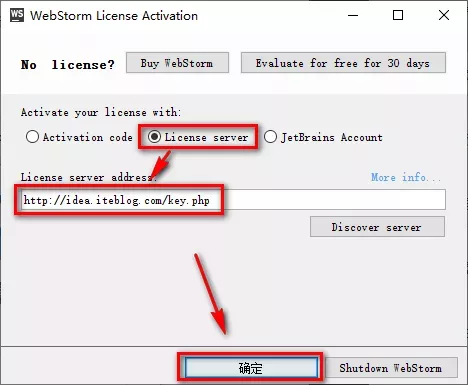 WS WebStorm License Activation
No license? Buy WebStorm Evaluate for free for 30 days
Activate your license with:
Activation code License server JetBrains Account
License server address: More info...
http://idea.iteblog.com/key.php
Discover server
确定 Shutdown WebStorm